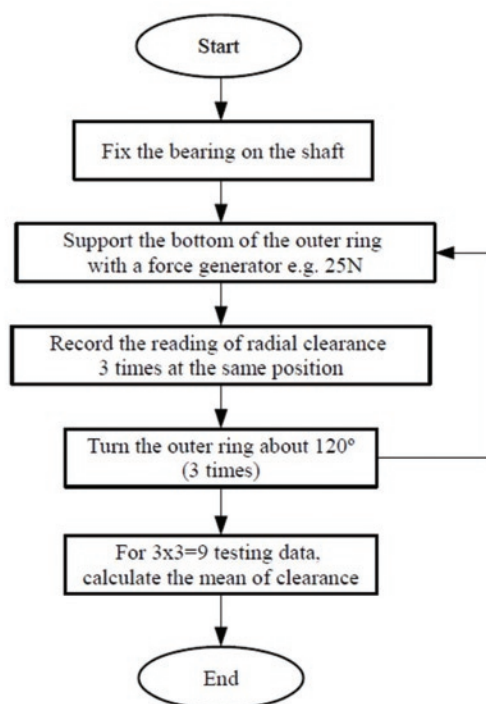 Start
Fix the bearing on the shaft
Support the bottom of the outer ring
with a force generator e.g. 25N
Record the reading of radial clearance
3 times at the same position
Turn the outer ring about 120°
(3 times)
For 3x3=9 testing data,
calculate the mean of clearance
End